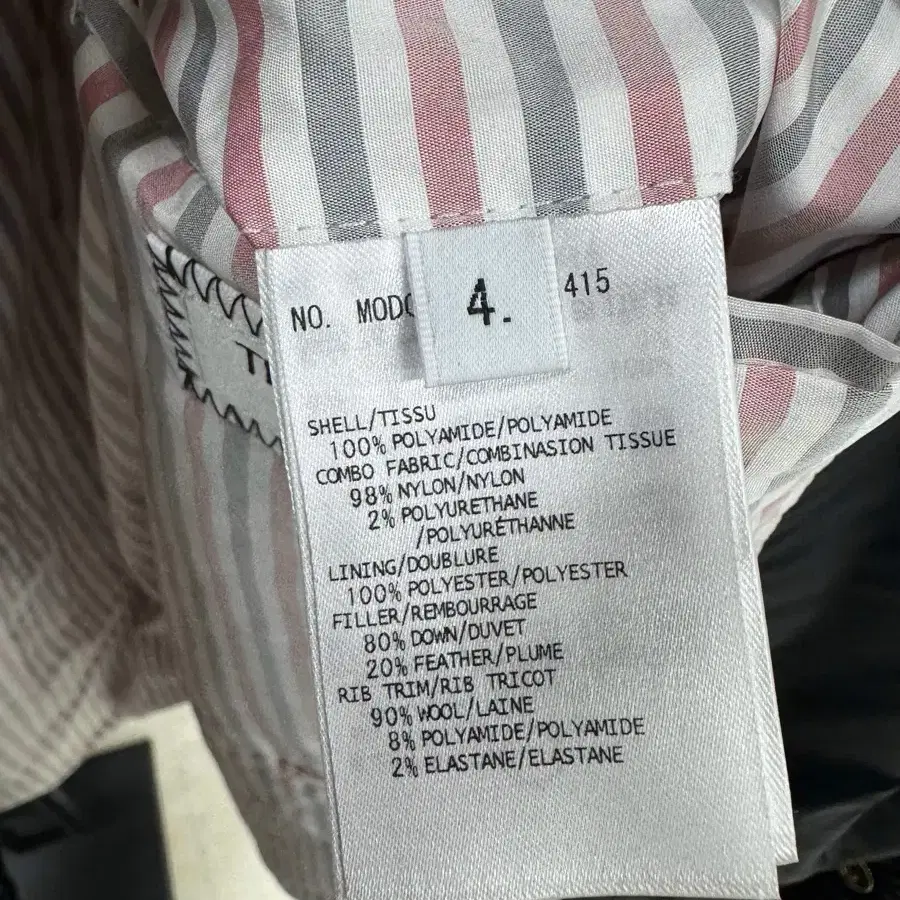 4.
NO. 415
SHELL/TISSU
100% POLYAMIDE/POLYAMIDE
COMBO FABRIC/COMBINASION TISSUE
98% NYLON/NYLON
2% POLYURETHANE
/POLYURÉTHANNE
LINING/DOUBLURE
100% POLYESTER/POLYESTER
FILLER/REMBOURRAGE
80% DOWN/DUVET
20% FEATHER/PLUME
RIB TRIM/RIB TRICOT
90% WOOL/LAINE
8% POLYAMIDE/POLYAMIDE
2% ELASTANE/ELASTANE